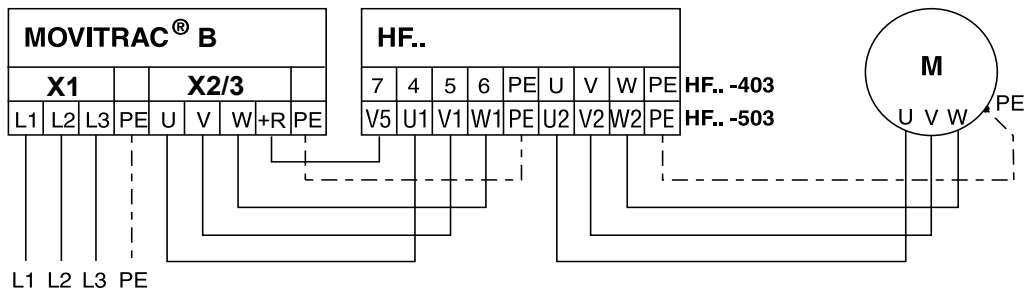 MOVITRAC® B HF..
M
X1 X2/3 7 4 5 6 PE U V W PE HF.. -403
PE
L1 L2 L3 PE U V W +R PE V5 U1 V1 W1 PE U2 V2 W2 PE HF.. -503 U V W
L1 L2 L3 PE